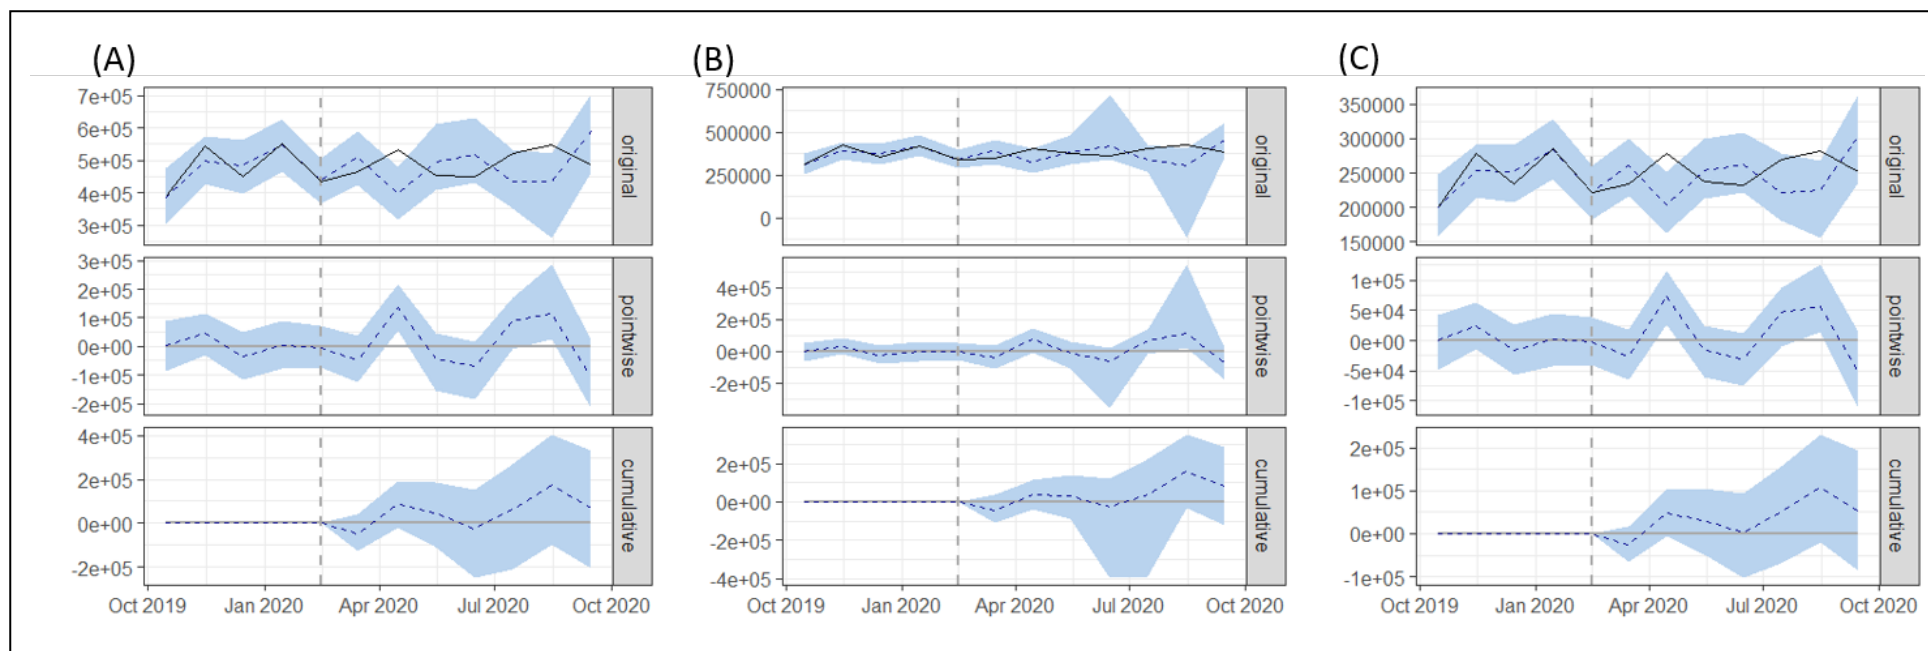 (A)
7e+05
6e+05
5e+05
4e+05
3e+05
original
3e+05
2e+05
1e+05
0e+00
-1e+05
-2e+05
pointwise
4e+05
2e+05
0e+00
-2e+05
cumulative
Oct 2019 Jan 2020 Apr 2020 Jul 2020 Oct 2020
(B)
750000
500000
250000
0
original
4e+05
2e+05
0e+00
-2e+05
pointwise
2e+05
0e+00
-2e+05
-4e+05
cumulative
Oct 2019 Jan 2020 Apr 2020 Jul 2020 Oct 2020
(C)
350000
300000
250000
200000
150000
original
1e+05
5e+04
0e+00
-5e+04
-1e+05
pointwise
2e+05
1e+05
0e+00
-1e+05
cumulative
Oct 2019 Jan 2020 Apr 2020 Jul 2020 Oct 2020